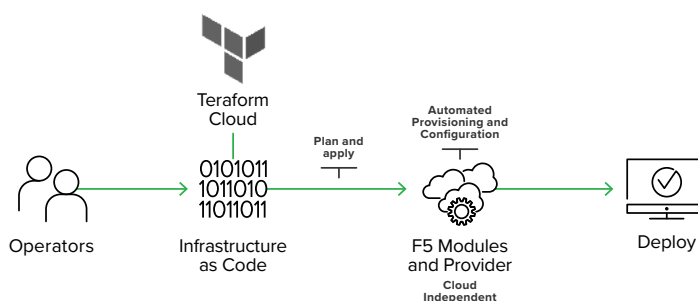 Teraform
Cloud
Automated
Provisioning and
Configuration
Plan and
apply
0101011
1011010
11011011
Operators
Infrastructure
as Code
F5 Modules
and Provider
Cloud
Independent
Deploy